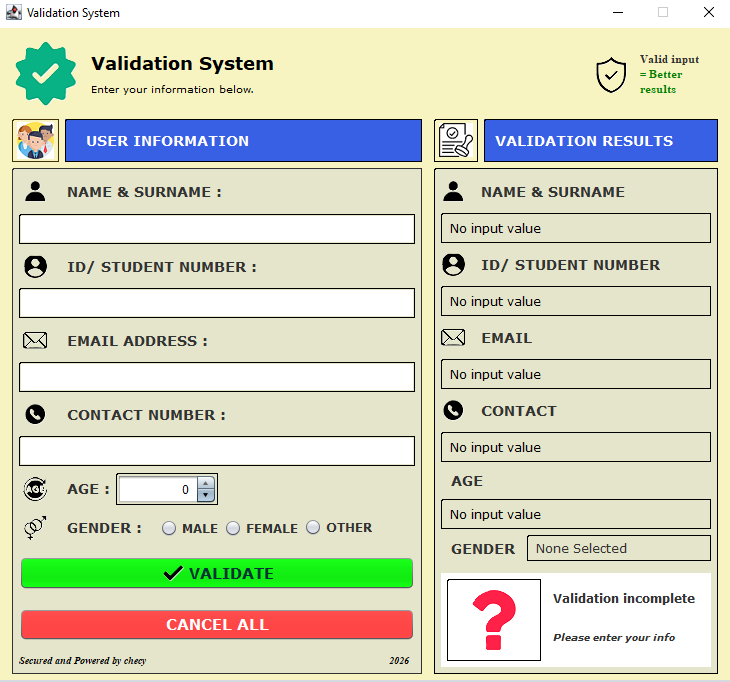 Validation System
Validation System
Enter your information below.
Valid input
= Better
results
USER INFORMATION
NAME & SURNAME :
ID/ STUDENT NUMBER :
EMAIL ADDRESS :
CONTACT NUMBER :
AGE
AGE : 0
GENDER : MALE FEMALE OTHER
VALIDATE
CANCEL ALL
Secured and Powered by checy 2026
VALIDATION RESULTS
NAME & SURNAME
No input value
ID/ STUDENT NUMBER
No input value
EMAIL
No input value
CONTACT
No input value
AGE
No input value
GENDER None Selected
?
Validation incomplete
Please enter your info